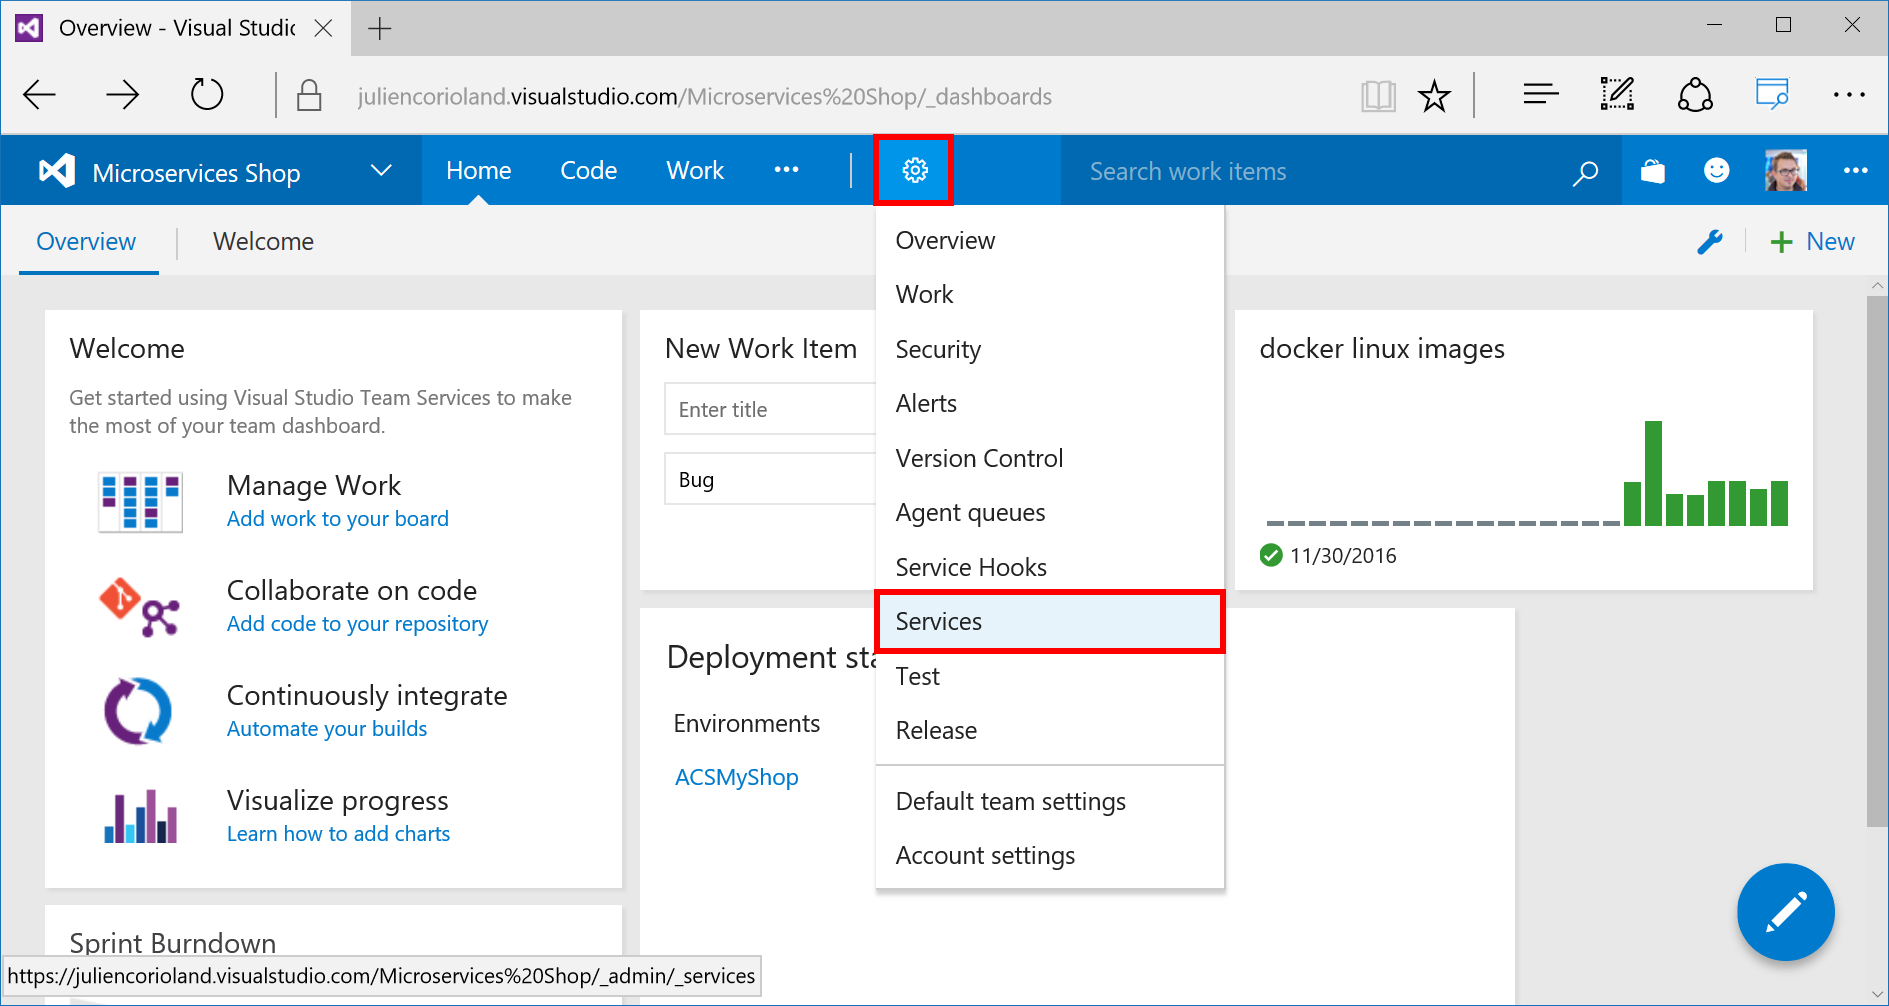 Overview - Visual Studio
juliencorioland.visualstudio.com/Microservices%20Shop/_dashboards
Microservices Shop
Home
Code
Work
Search work items
Overview
Welcome
New
Overview
Work
Security
Alerts
Version Control
Agent queues
Service Hooks
Services
Test
Release
Default team settings
Account settings
Welcome
Get started using Visual Studio Team Services to make
the most of your team dashboard.
Manage Work
Add work to your board
Collaborate on code
Add code to your repository
Continuously integrate
Automate your builds
Visualize progress
Learn how to add charts
New Work Item
Enter title
Bug
docker linux images
11/30/2016
Deployment sta
Environments
ACSMyShop
Sprint Burndown
https://juliencorioland.visualstudio.com/Microservices%20Shop/_admin/_services